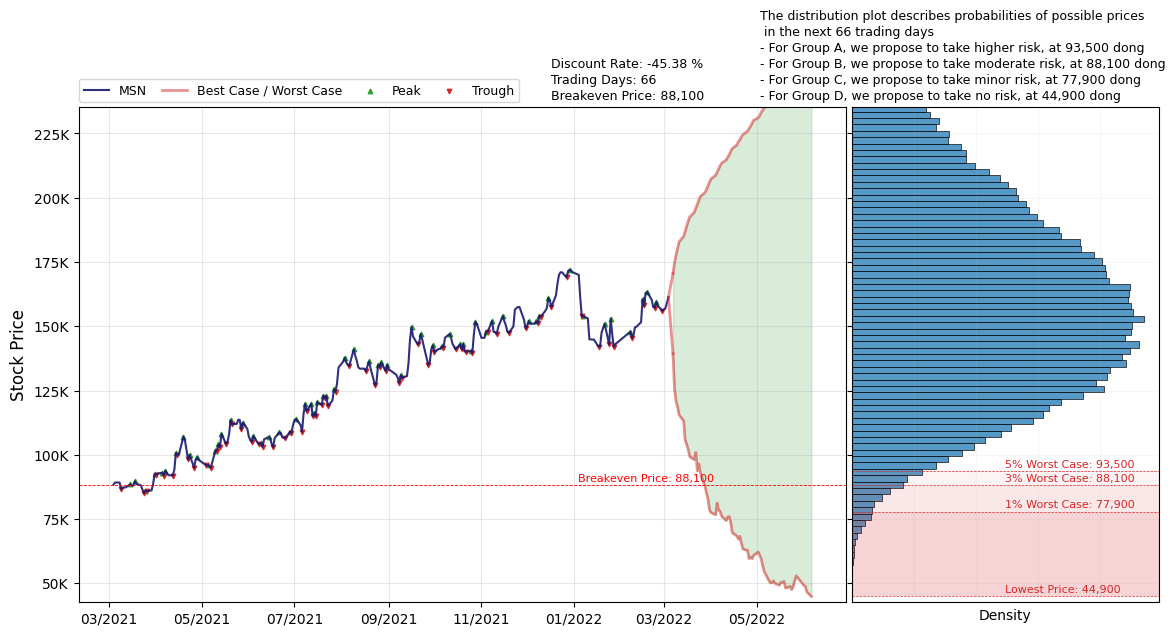 The distribution plot describes probabilities of possible prices
in the next 66 trading days
- For Group A, we propose to take higher risk, at 93,500 dong
- For Group B, we propose to take moderate risk, at 88,100 dong
- For Group C, we propose to take minor risk, at 77,900 dong
- For Group D, we propose to take no risk, at 44,900 dong
Discount Rate: -45.38 %
Trading Days: 66
Breakeven Price: 88,100
MSN
Best Case / Worst Case
Peak
Trough
Stock Price
225K
200K
175K
150K
125K
100K
75K
50K
Breakeven Price: 88,100
5% Worst Case: 93,500
3% Worst Case: 88,100
1% Worst Case: 77,900
Lowest Price: 44,900
03/2021
05/2021
07/2021
09/2021
11/2021
01/2022
03/2022
05/2022
Density